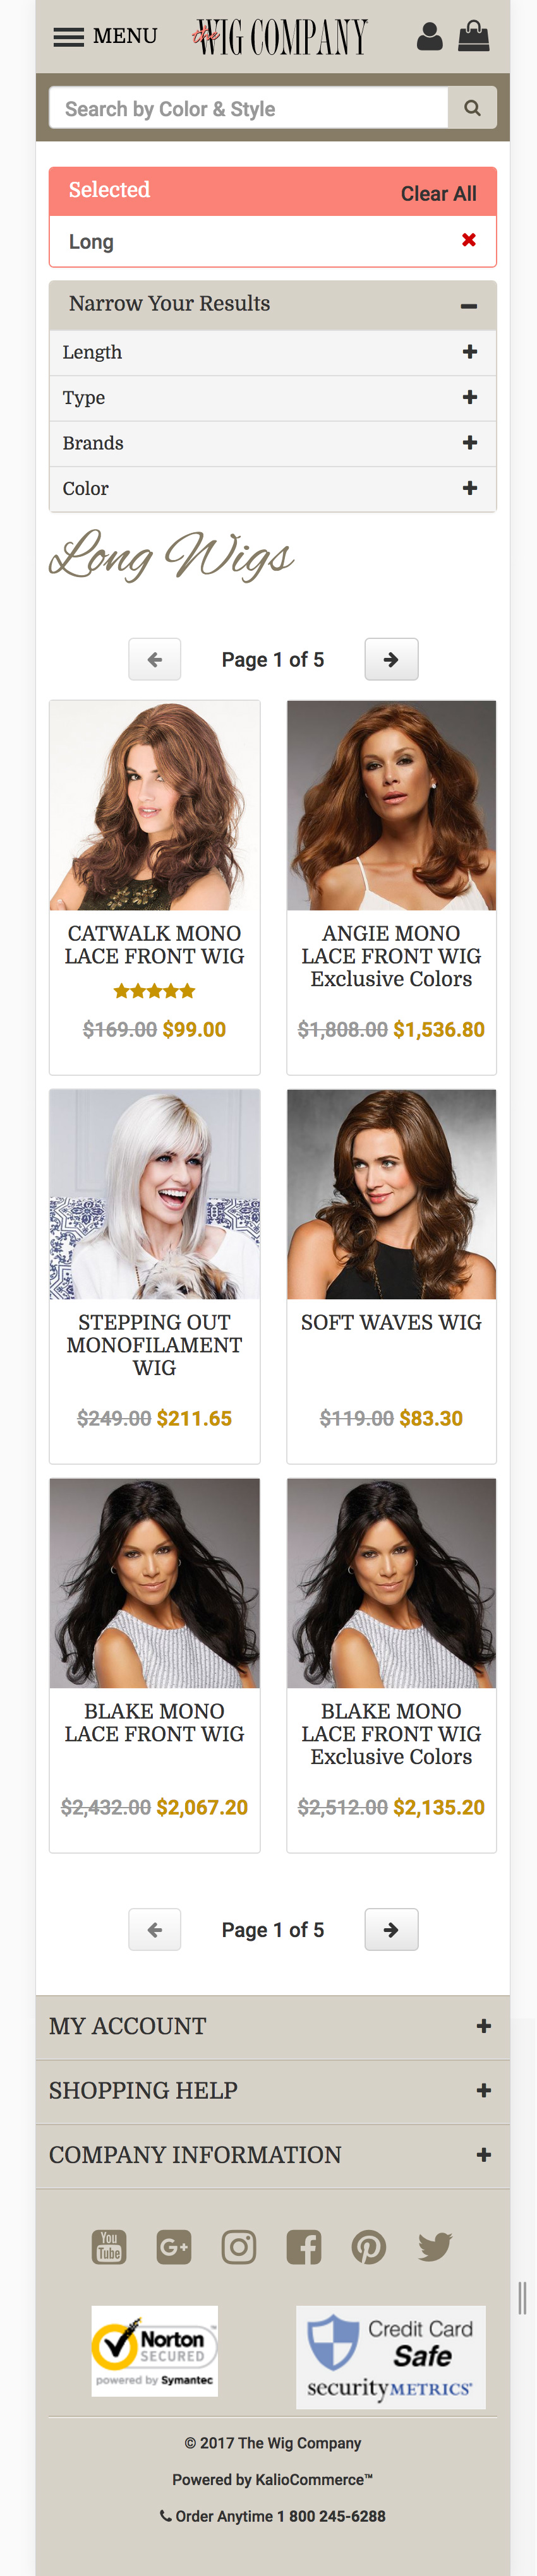 MENU
the WIG COMPANY
Search by Color & Style
Selected
Clear All
Long
Narrow Your Results
Length
Type
Brands
Color
Long Wigs
Page 1 of 5
CATWALK MONO
LACE FRONT WIG
$169.00 $99.00
ANGIE MONO
LACE FRONT WIG
Exclusive Colors
$1,808.00 $1,536.80
STEPPING OUT
MONOFILAMENT
WIG
$249.00 $211.65
SOFT WAVES WIG
$119.00 $83.30
BLAKE MONO
LACE FRONT WIG
$2,432.00 $2,067.20
BLAKE MONO
LACE FRONT WIG
Exclusive Colors
$2,512.00 $2,135.20
Page 1 of 5
MY ACCOUNT
SHOPPING HELP
COMPANY INFORMATION
You
Tube
G+
Norton
SECURED
powered by Symantec
Credit Card
Safe
securityMETRICS
© 2017 The Wig Company
Powered by KalioCommerce™
Order Anytime 1 800 245-6288